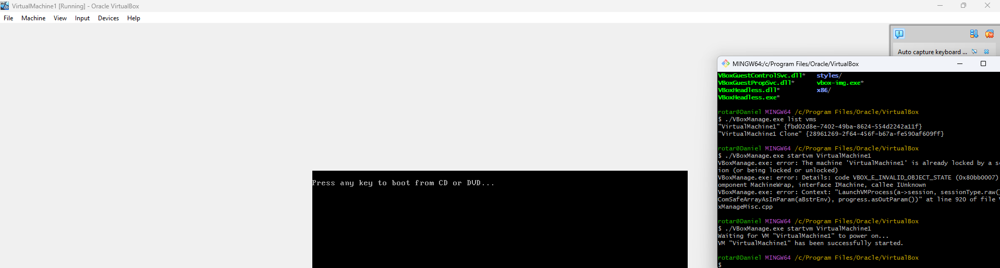 VirtualMachine1 [Running] - Oracle VirtualBox
File Machine View Input Devices Help
Auto capture keyboard ...
MINGW64:/c/Program Files/Oracle/VirtualBox
VBoxGuestControlSvc.dll* styles/
VBoxGuestPropSvc.dll* vbox-img.exe*
VBoxHeadless.dll* x86/
VBoxHeadless.exe*
rotar@Daniel MINGW64 /c/Program Files/Oracle/VirtualBox
$ ./VBoxManage.exe list vms
"VirtualMachine1" {fbd02d8e-7402-49ba-8624-554d2242a11f}
"VirtualMachine1 Clone" {28961269-2f64-456f-b67a-fe590af609ff}
rotar@Daniel MINGW64 /c/Program Files/Oracle/VirtualBox
$ ./VBoxManage.exe startvm VirtualMachine1
VBoxManage.exe: error: The machine 'VirtualMachine1' is already locked by a s
ion (or being locked or unlocked)
VBoxManage.exe: error: Details: code VBOX_E_INVALID_OBJECT_STATE (0x80bb0007)
omponent MachineWrap, interface IMachine, callee IUnknown
VBoxManage.exe: error: Context: "LaunchVMProcess(a->session, sessionType.raw()
ComSafeArrayAsInParam(aBstrEnv), progress.asOutParam())" at line 920 of file
xManageMisc.cpp
rotar@Daniel MINGW64 /c/Program Files/Oracle/VirtualBox
$ ./VBoxManage.exe startvm VirtualMachine1
Waiting for VM "VirtualMachine1" to power on...
VM "VirtualMachine1" has been successfully started.
rotar@Daniel MINGW64 /c/Program Files/Oracle/VirtualBox
$
Press any key to boot from CD or DVD...